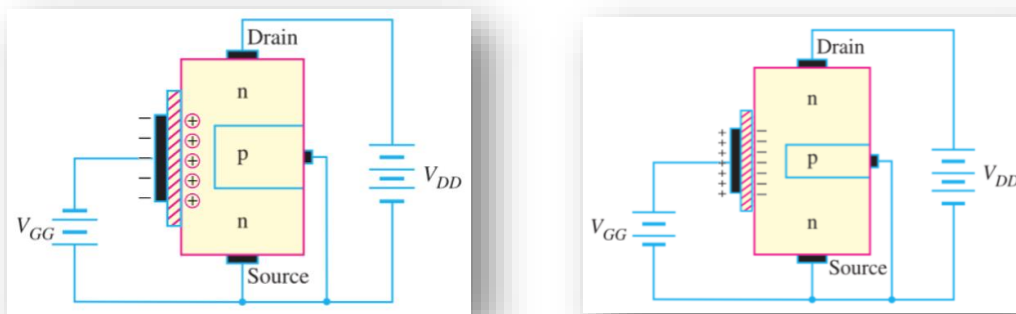 Drain
n
p
n
V_GG
V_DD
Source
Drain
n
p
n
V_GG
V_DD
Source